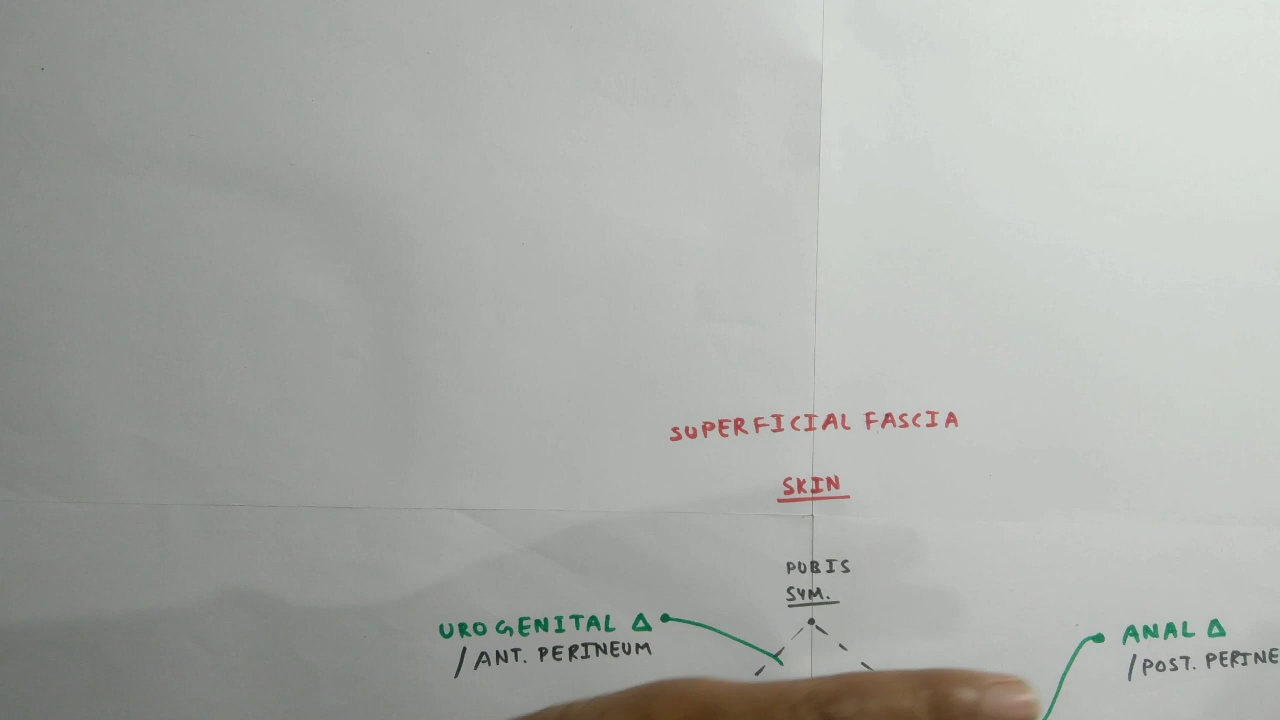 SUPERFICIAL FASCIA
SKIN
PUBIS
SYM.
UROGENITAL Δ
/ANT. PERINEUM
ANAL Δ
/POST. PERINE